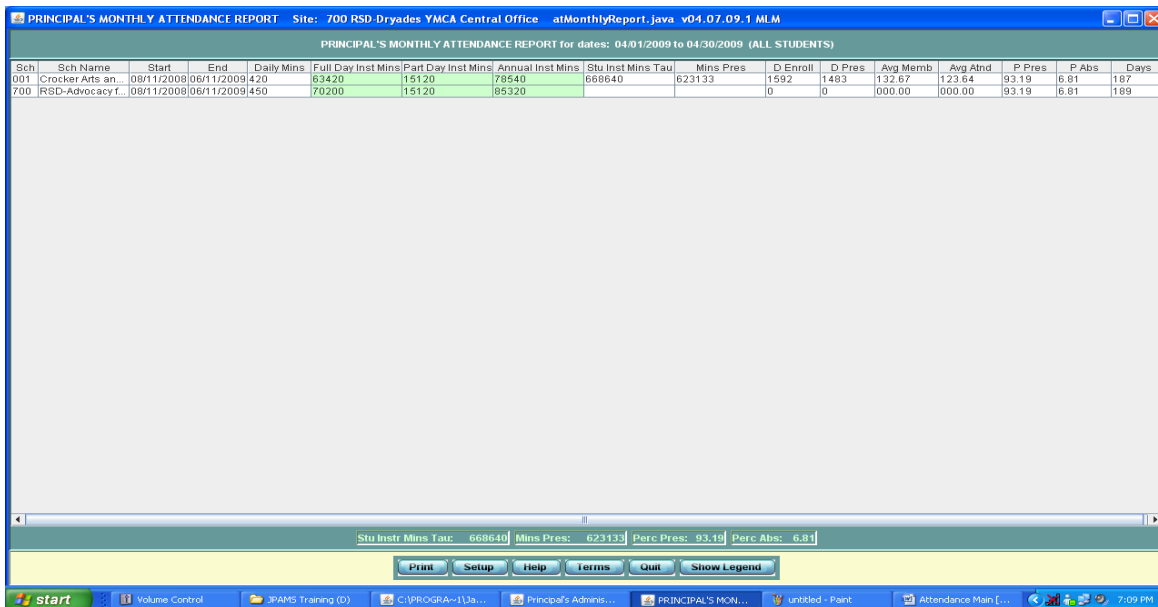 PRINCIPAL'S MONTHLY ATTENDANCE REPORT Site: 700 RSD-Dryades YMCA Central Office atMonthlyReport.java v04.07.09.1 MLM
PRINCIPAL'S MONTHLY ATTENDANCE REPORT for dates: 04/01/2009 to 04/30/2009 (ALL STUDENTS)
Sch Sch Name Start End Daily Mins Full Day Inst Mins Part Day Inst Mins Annual Inst Mins Stu Inst Mins Tau Mins Pres D Enroll D Pres Avg Memb Avg Atnd P Pres P Abs Days
001 Crocker Arts an... 08/11/2008 06/11/2009 420 63420 15120 78540 668640 623133 1592 1483 132.67 123.64 93.19 6.81 187
700 RSD-Advocacy f... 08/11/2008 06/11/2009 450 70200 15120 85320 0 0 000.00 000.00 93.19 6.81 189
Stu Instr Mins Tau: 668640 Mins Pres: 623133 Perc Pres: 93.19 Perc Abs: 6.81
Print Setup Help Terms Quit Show Legend
start Volume Control JPAMS Training (D) C:\PROGRA~1\Ja... Principal's Adminis... PRINCIPAL'S MON... untitled - Paint Attendance Main [... 7:09 PM